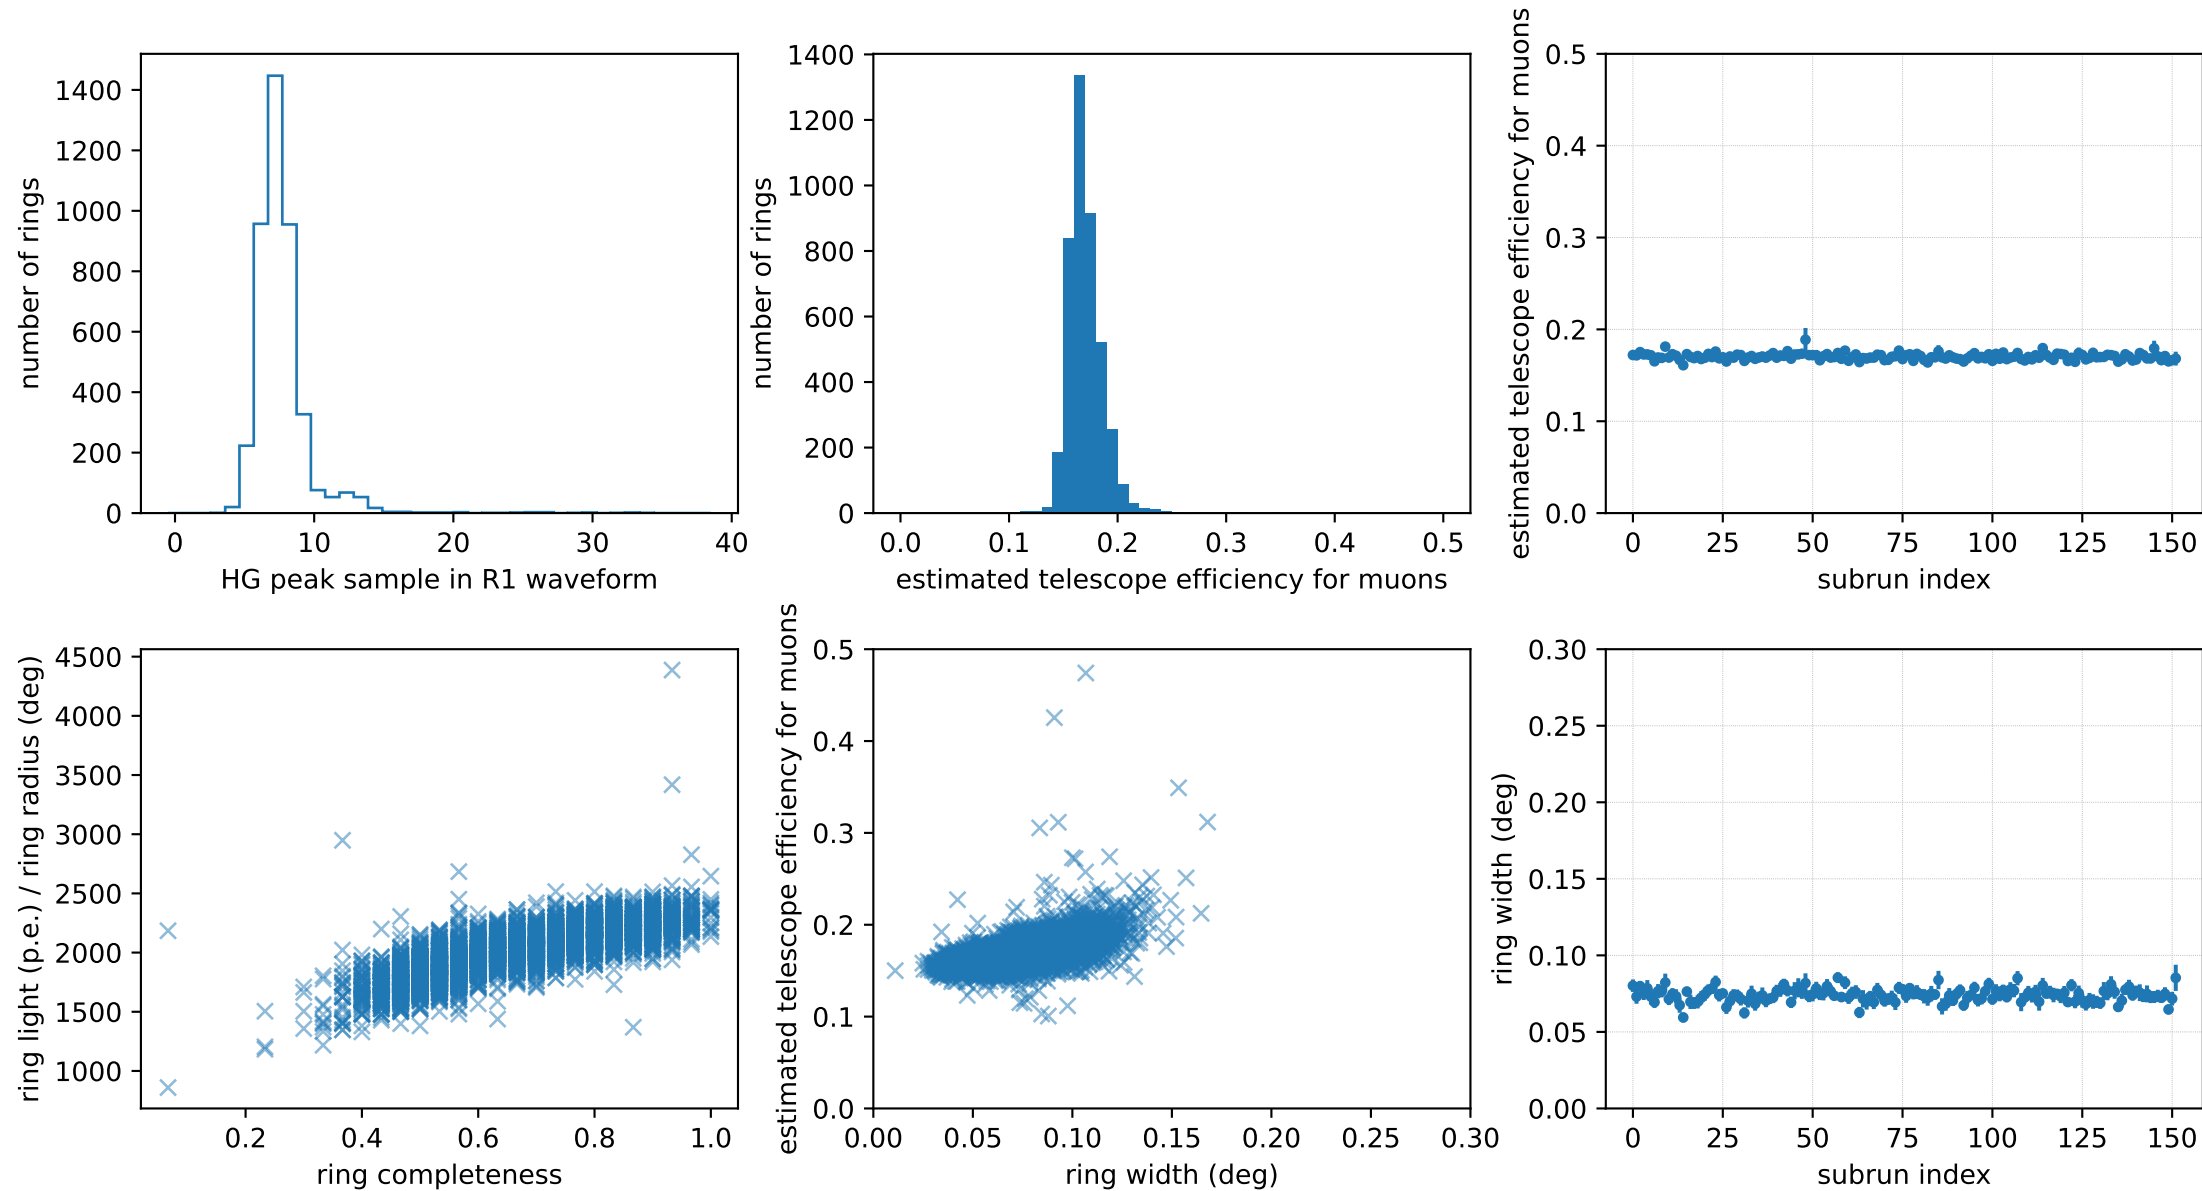 number of rings
1400
1200
1000
800
600
400
200
0
0 10 20 30 40
HG peak sample in R1 waveform
number of rings
1400
1200
1000
800
600
400
200
0
0.0 0.1 0.2 0.3 0.4 0.5
estimated telescope efficiency for muons
estimated telescope efficiency for muons
0.5
0.4
0.3
0.2
0.1
0.0
0 25 50 75 100 125 150
subrun index
ring light (p.e.) / ring radius (deg)
4500
4000
3500
3000
2500
2000
1500
1000
0.2 0.4 0.6 0.8 1.0
ring completeness
estimated telescope efficiency for muons
0.5
0.4
0.3
0.2
0.1
0.0
0.00 0.05 0.10 0.15 0.20 0.25 0.30
ring width (deg)
ring width (deg)
0.30
0.25
0.20
0.15
0.10
0.05
0.00
0 25 50 75 100 125 150
subrun index